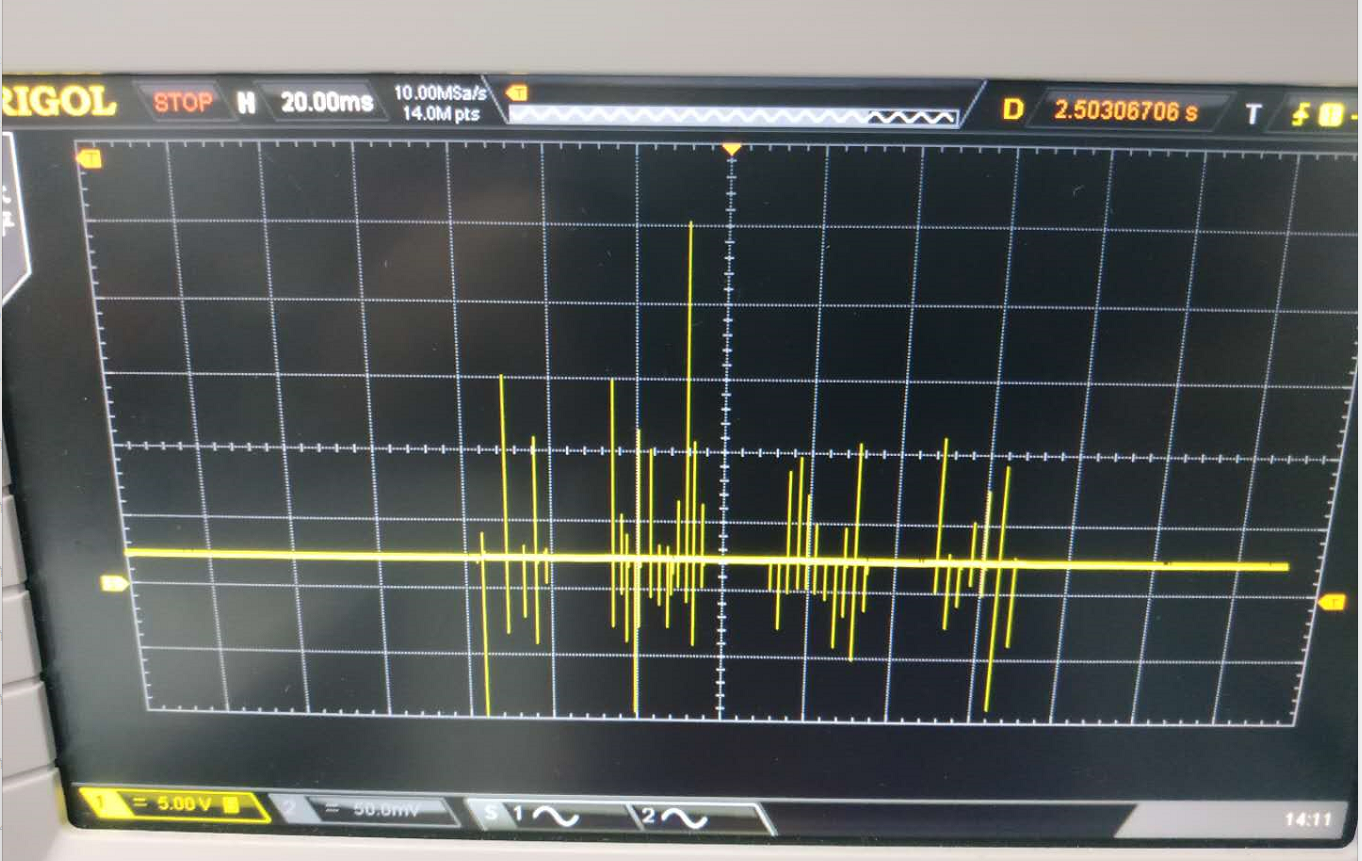 RIGOL STOP H 20.00ms 10.00MSa/s D 2.50306706 s T
14.0M pts
T
1 = 5.00V 2 = 50.0mV S 1 2
14:11